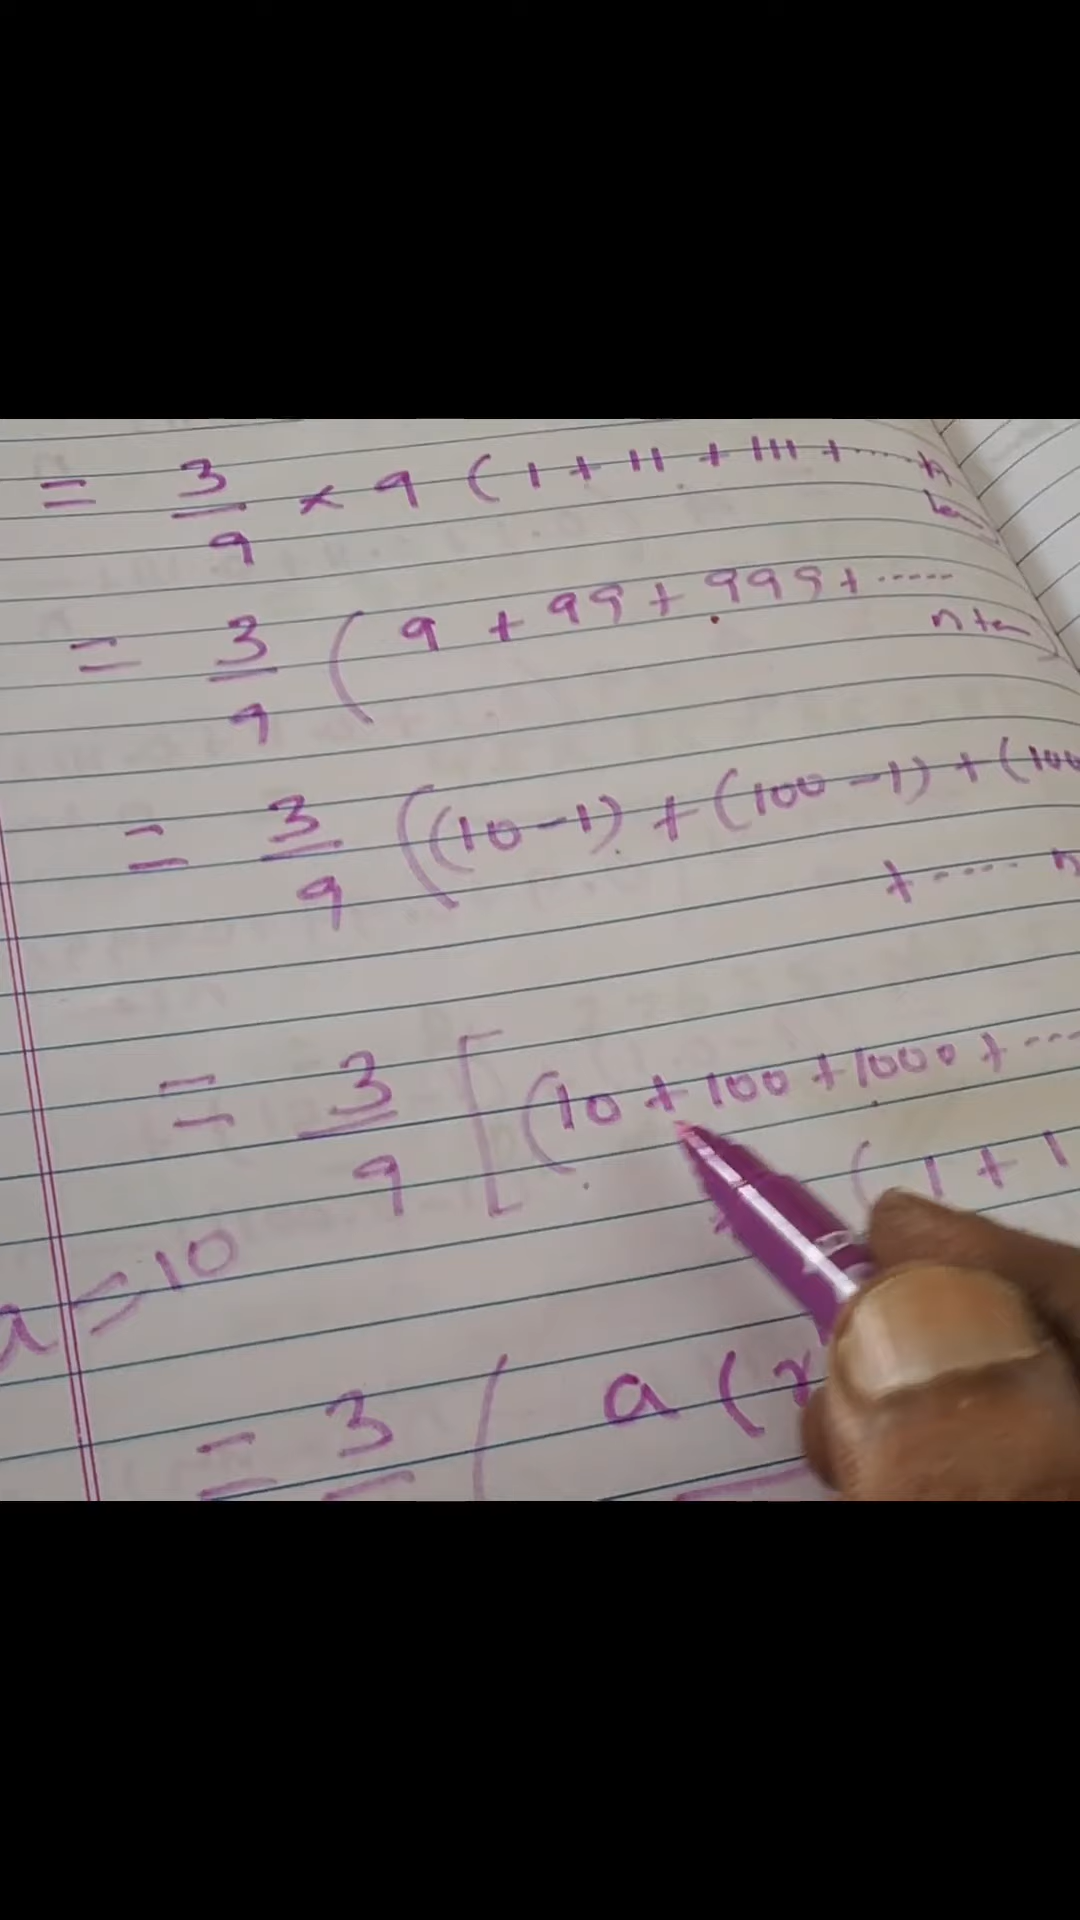 = 3/9 × 9 ( 1 + 11 + 111 + ...... n
= 3/9 ( 9 + 99 + 999 + ......
n
= 3/9 ( (10 - 1) + (100 - 1) + (100
+ ..... n
= 3/9 [ (10 + 100 + 1000 + ....
( 1 + 1
a = 10
= 3 ( a (r